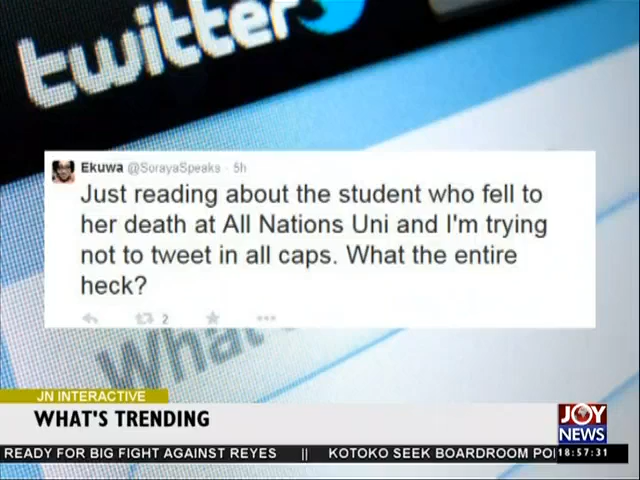 twitter
Ekuwa @SorayaSpeaks · 5h
Just reading about the student who fell to
her death at All Nations Uni and I'm trying
not to tweet in all caps. What the entire
heck?
2
What's
JN INTERACTIVE
WHAT'S TRENDING
JOY
NEWS
READY FOR BIG FIGHT AGAINST REYES || KOTOKO SEEK BOARDROOM POI
18:57:31